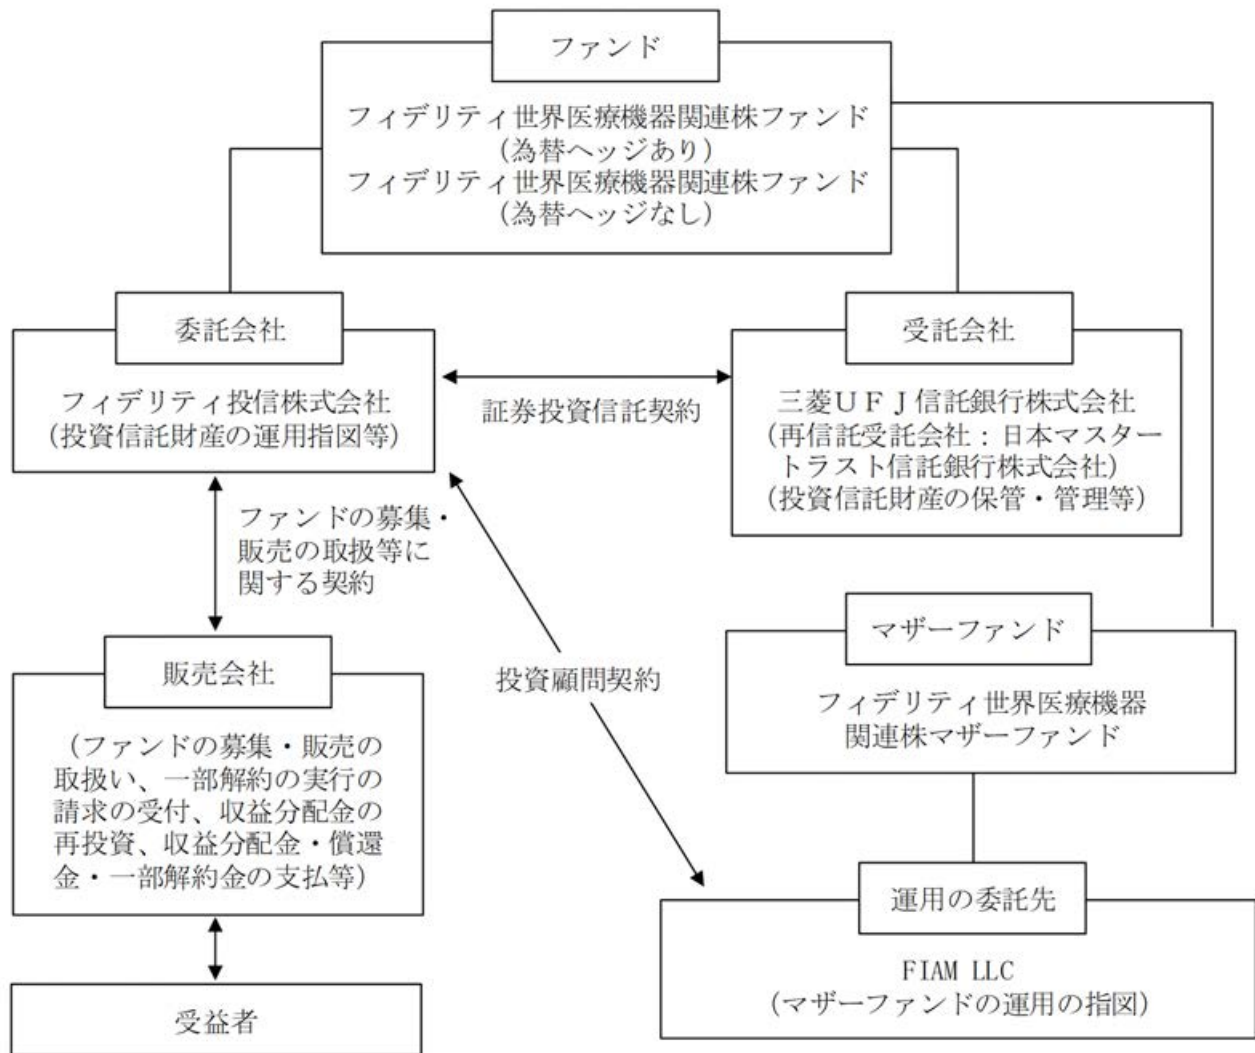 ファンド
フィデリティ世界医療機器関連株ファンド
（為替ヘッジあり）
フィデリティ世界医療機器関連株ファンド
（為替ヘッジなし）
委託会社
フィデリティ投信株式会社
（投資信託財産の運用指図等）
証券投資信託契約
受託会社
三菱ＵＦＪ信託銀行株式会社
（再信託受託会社：日本マスター
トラスト信託銀行株式会社）
（投資信託財産の保管・管理等）
ファンドの募集・
販売の取扱等に
関する契約
投資顧問契約
マザーファンド
フィデリティ世界医療機器
関連株マザーファンド
販売会社
（ファンドの募集・販売の
取扱い、一部解約の実行の
請求の受付、収益分配金の
再投資、収益分配金・償還
金・一部解約金の支払等）
運用の委託先
FIAM LLC
（マザーファンドの運用の指図）
受益者